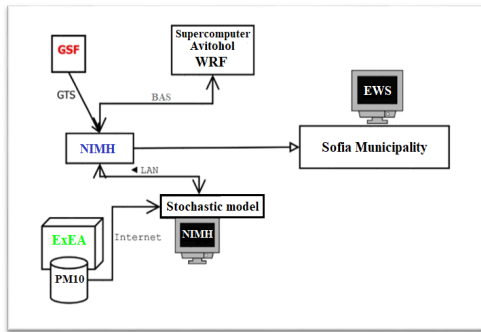 GSF
Supercomputer
Avitohol
WRF
EWS
GTS
BAS
NIMH
Sofia Municipality
◄ LAN
Stochastic model
NIMH
ExEA
Internet
PM10